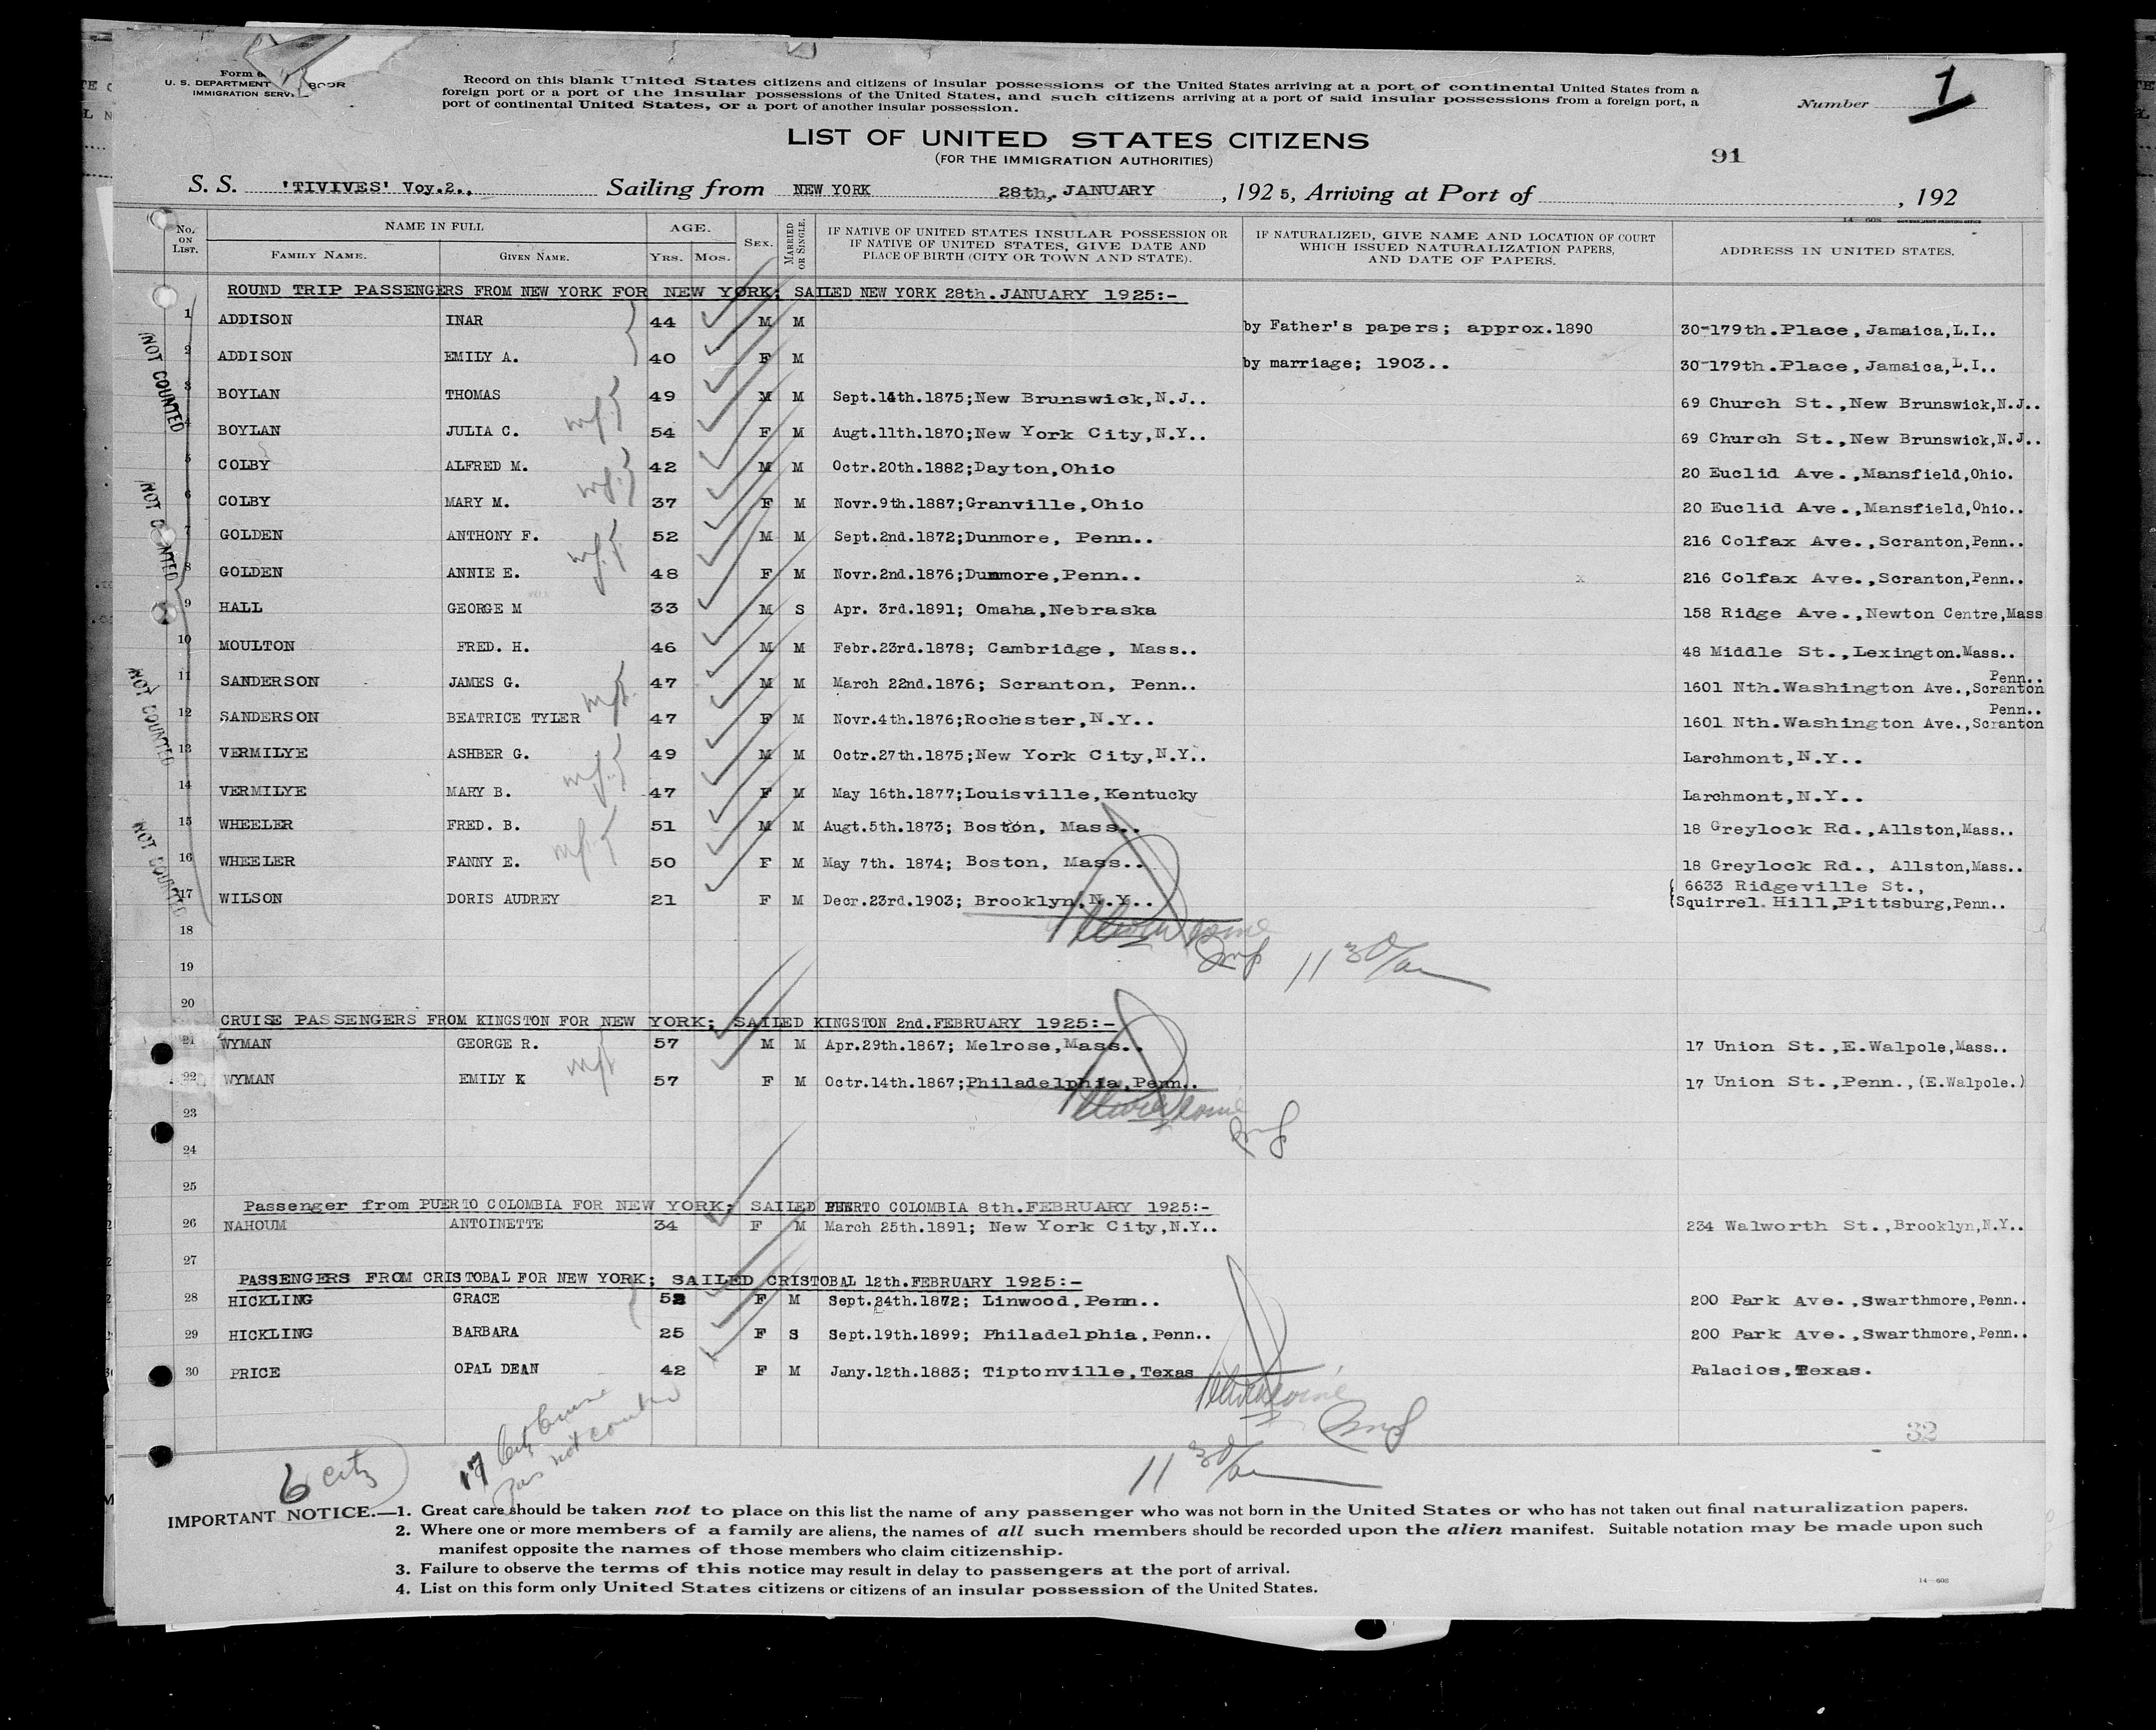 Form 6
U. S. DEPARTMENT BOOR
IMMIGRATION SERV
Record on this blank United States citizens and citizens of insular possessions of the United States arriving at a port of continental United States from a
foreign port or a port of the insular possessions of the United States, and such citizens arriving at a port of said insular possessions from a foreign port, a
port of continental United States, or a port of another insular possession.
Number 1
LIST OF UNITED STATES CITIZENS
(FOR THE IMMIGRATION AUTHORITIES)
91
S. S. 'TIVIVES' Voy.2., Sailing from NEW YORK 28th, JANUARY , 192 5, Arriving at Port of , 192
No. ON LIST. NAME IN FULL AGE. SEX. MARRIED OR SINGLE. IF NATIVE OF UNITED STATES INSULAR POSSESSION OR IF NATIVE OF UNITED STATES, GIVE DATE AND PLACE OF BIRTH (CITY OR TOWN AND STATE). IF NATURALIZED, GIVE NAME AND LOCATION OF COURT WHICH ISSUED NATURALIZATION PAPERS, AND DATE OF PAPERS. ADDRESS IN UNITED STATES.
FAMILY NAME. GIVEN NAME. YRS. MOS.
ROUND TRIP PASSENGERS FROM NEW YORK FOR NEW YORK; SAILED NEW YORK 28th.JANUARY 1925:-
1 ADDISON INAR 44 M M by Father's papers; approx.1890 30-179th.Place,Jamaica,L.I..
2 ADDISON EMILY A. 40 F M by marriage; 1903.. 30-179th.Place,Jamaica,L.I..
3 BOYLAN THOMAS 49 M M Sept.14th.1875;New Brunswick,N.J.. 69 Church St.,New Brunswick,N.J..
4 BOYLAN JULIA C. 54 F M Augt.11th.1870;New York City,N.Y.. 69 Church St.,New Brunswick,N.J..
5 COLBY ALFRED M. 42 M M Octr.20th.1882;Dayton,Ohio 20 Euclid Ave.,Mansfield,Ohio.
6 COLBY MARY M. 37 F M Novr.9th.1887;Granville,Ohio 20 Euclid Ave.,Mansfield,Ohio..
7 GOLDEN ANTHONY F. 52 M M Sept.2nd.1872;Dunmore, Penn.. 216 Colfax Ave.,Scranton,Penn..
8 GOLDEN ANNIE E. 48 F M Novr.2nd.1876;Dunmore,Penn.. 216 Colfax Ave.,Scranton,Penn..
9 HALL GEORGE M 33 M S Apr. 3rd.1891; Omaha,Nebraska 158 Ridge Ave.,Newton Centre,Mass
10 MOULTON FRED. H. 46 M M Febr.23rd.1878; Cambridge, Mass.. 48 Middle St.,Lexington.Mass..
11 SANDERSON JAMES G. 47 M M March 22nd.1876; Scranton, Penn.. 1601 Nth.Washington Ave.,Scranton Penn..
12 SANDERSON BEATRICE TYLER 47 F M Novr.4th.1876;Rochester,N.Y.. 1601 Nth.Washington Ave.,Scranton Penn..
13 VERMILYE ASHBER G. 49 M M Octr.27th.1875;New York City,N.Y.. Larchmont,N.Y..
14 VERMILYE MARY B. 47 F M May 16th.1877;Louisville,Kentucky Larchmont,N.Y..
15 WHEELER FRED. B. 51 M M Augt.5th.1873; Boston, Mass.. 18 Greylock Rd.,Allston,Mass..
16 WHEELER FANNY E. 50 F M May 7th. 1874; Boston, Mass.. 18 Greylock Rd., Allston,Mass..
17 WILSON DORIS AUDREY 21 F M Decr.23rd.1903; Brooklyn,N.Y.. 6633 Ridgeville St.,
Squirrel Hill,Pittsburg,Penn..
NOT COUNTED
NOT COUNTED
NOT COUNTED
NOT COUNTED
18
19
11 30/am
20
CRUISE PASSENGERS FROM KINGSTON FOR NEW YORK; SAILED KINGSTON 2nd.FEBRUARY 1925:-
21 WYMAN GEORGE R. 57 M M Apr.29th.1867; Melrose,Mass.. 17 Union St.,E.Walpole,Mass..
22 WYMAN EMILY K 57 F M Octr.14th.1867;Philadelphia,Penn.. 17 Union St.,Penn.,(E.Walpole.)
23
24
25
Passenger from PUERTO COLOMBIA FOR NEW YORK; SAILED PUERTO COLOMBIA 8th.FEBRUARY 1925:-
26 NAHOUM ANTOINETTE 34 F M March 25th.1891; New York City,N.Y.. 234 Walworth St.,Brooklyn,N.Y..
27
PASSENGERS FROM CRISTOBAL FOR NEW YORK; SAILED CRISTOBAL 12th.FEBRUARY 1925:-
28 HICKLING GRACE 52 F M Sept.24th.1872; Linwood,Penn.. 200 Park Ave.,Swarthmore,Penn..
29 HICKLING BARBARA 25 F S Sept.19th.1899; Philadelphia,Penn.. 200 Park Ave.,Swarthmore,Penn..
30 PRICE OPAL DEAN 42 F M Jany.12th.1883; Tiptonville,Texas Palacios,Texas.
32
6 citz
17 Citz Cruise
Pas not counted
11 30/am
IMPORTANT NOTICE.—1. Great care should be taken not to place on this list the name of any passenger who was not born in the United States or who has not taken out final naturalization papers.
2. Where one or more members of a family are aliens, the names of all such members should be recorded upon the alien manifest. Suitable notation may be made upon such
manifest opposite the names of those members who claim citizenship.
3. Failure to observe the terms of this notice may result in delay to passengers at the port of arrival.
4. List on this form only United States citizens or citizens of an insular possession of the United States.
14—608